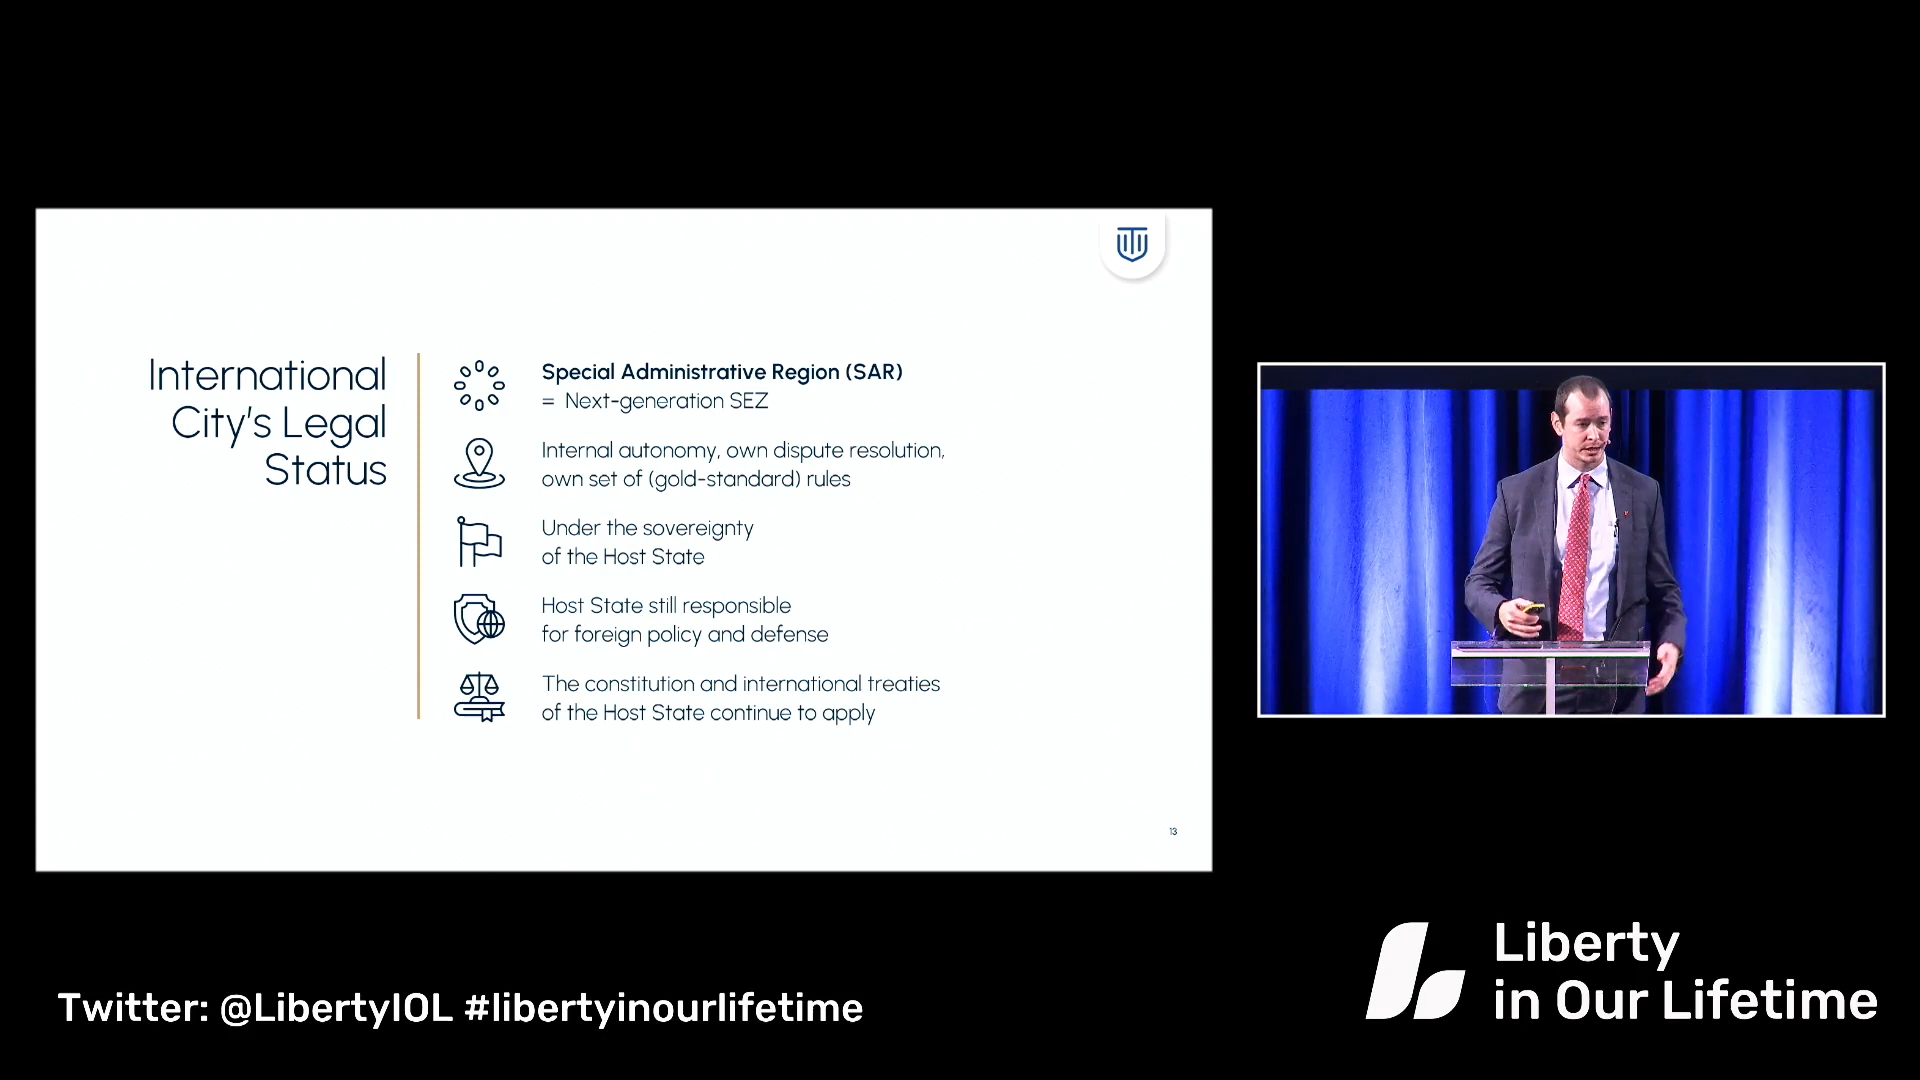 International
City's Legal
Status
Special Administrative Region (SAR)
= Next-generation SEZ
Internal autonomy, own dispute resolution,
own set of (gold-standard) rules
Under the sovereignty
of the Host State
Host State still responsible
for foreign policy and defense
The constitution and international treaties
of the Host State continue to apply
13
Twitter: @LibertyIOL #libertyinourlifetime
Liberty
in Our Lifetime